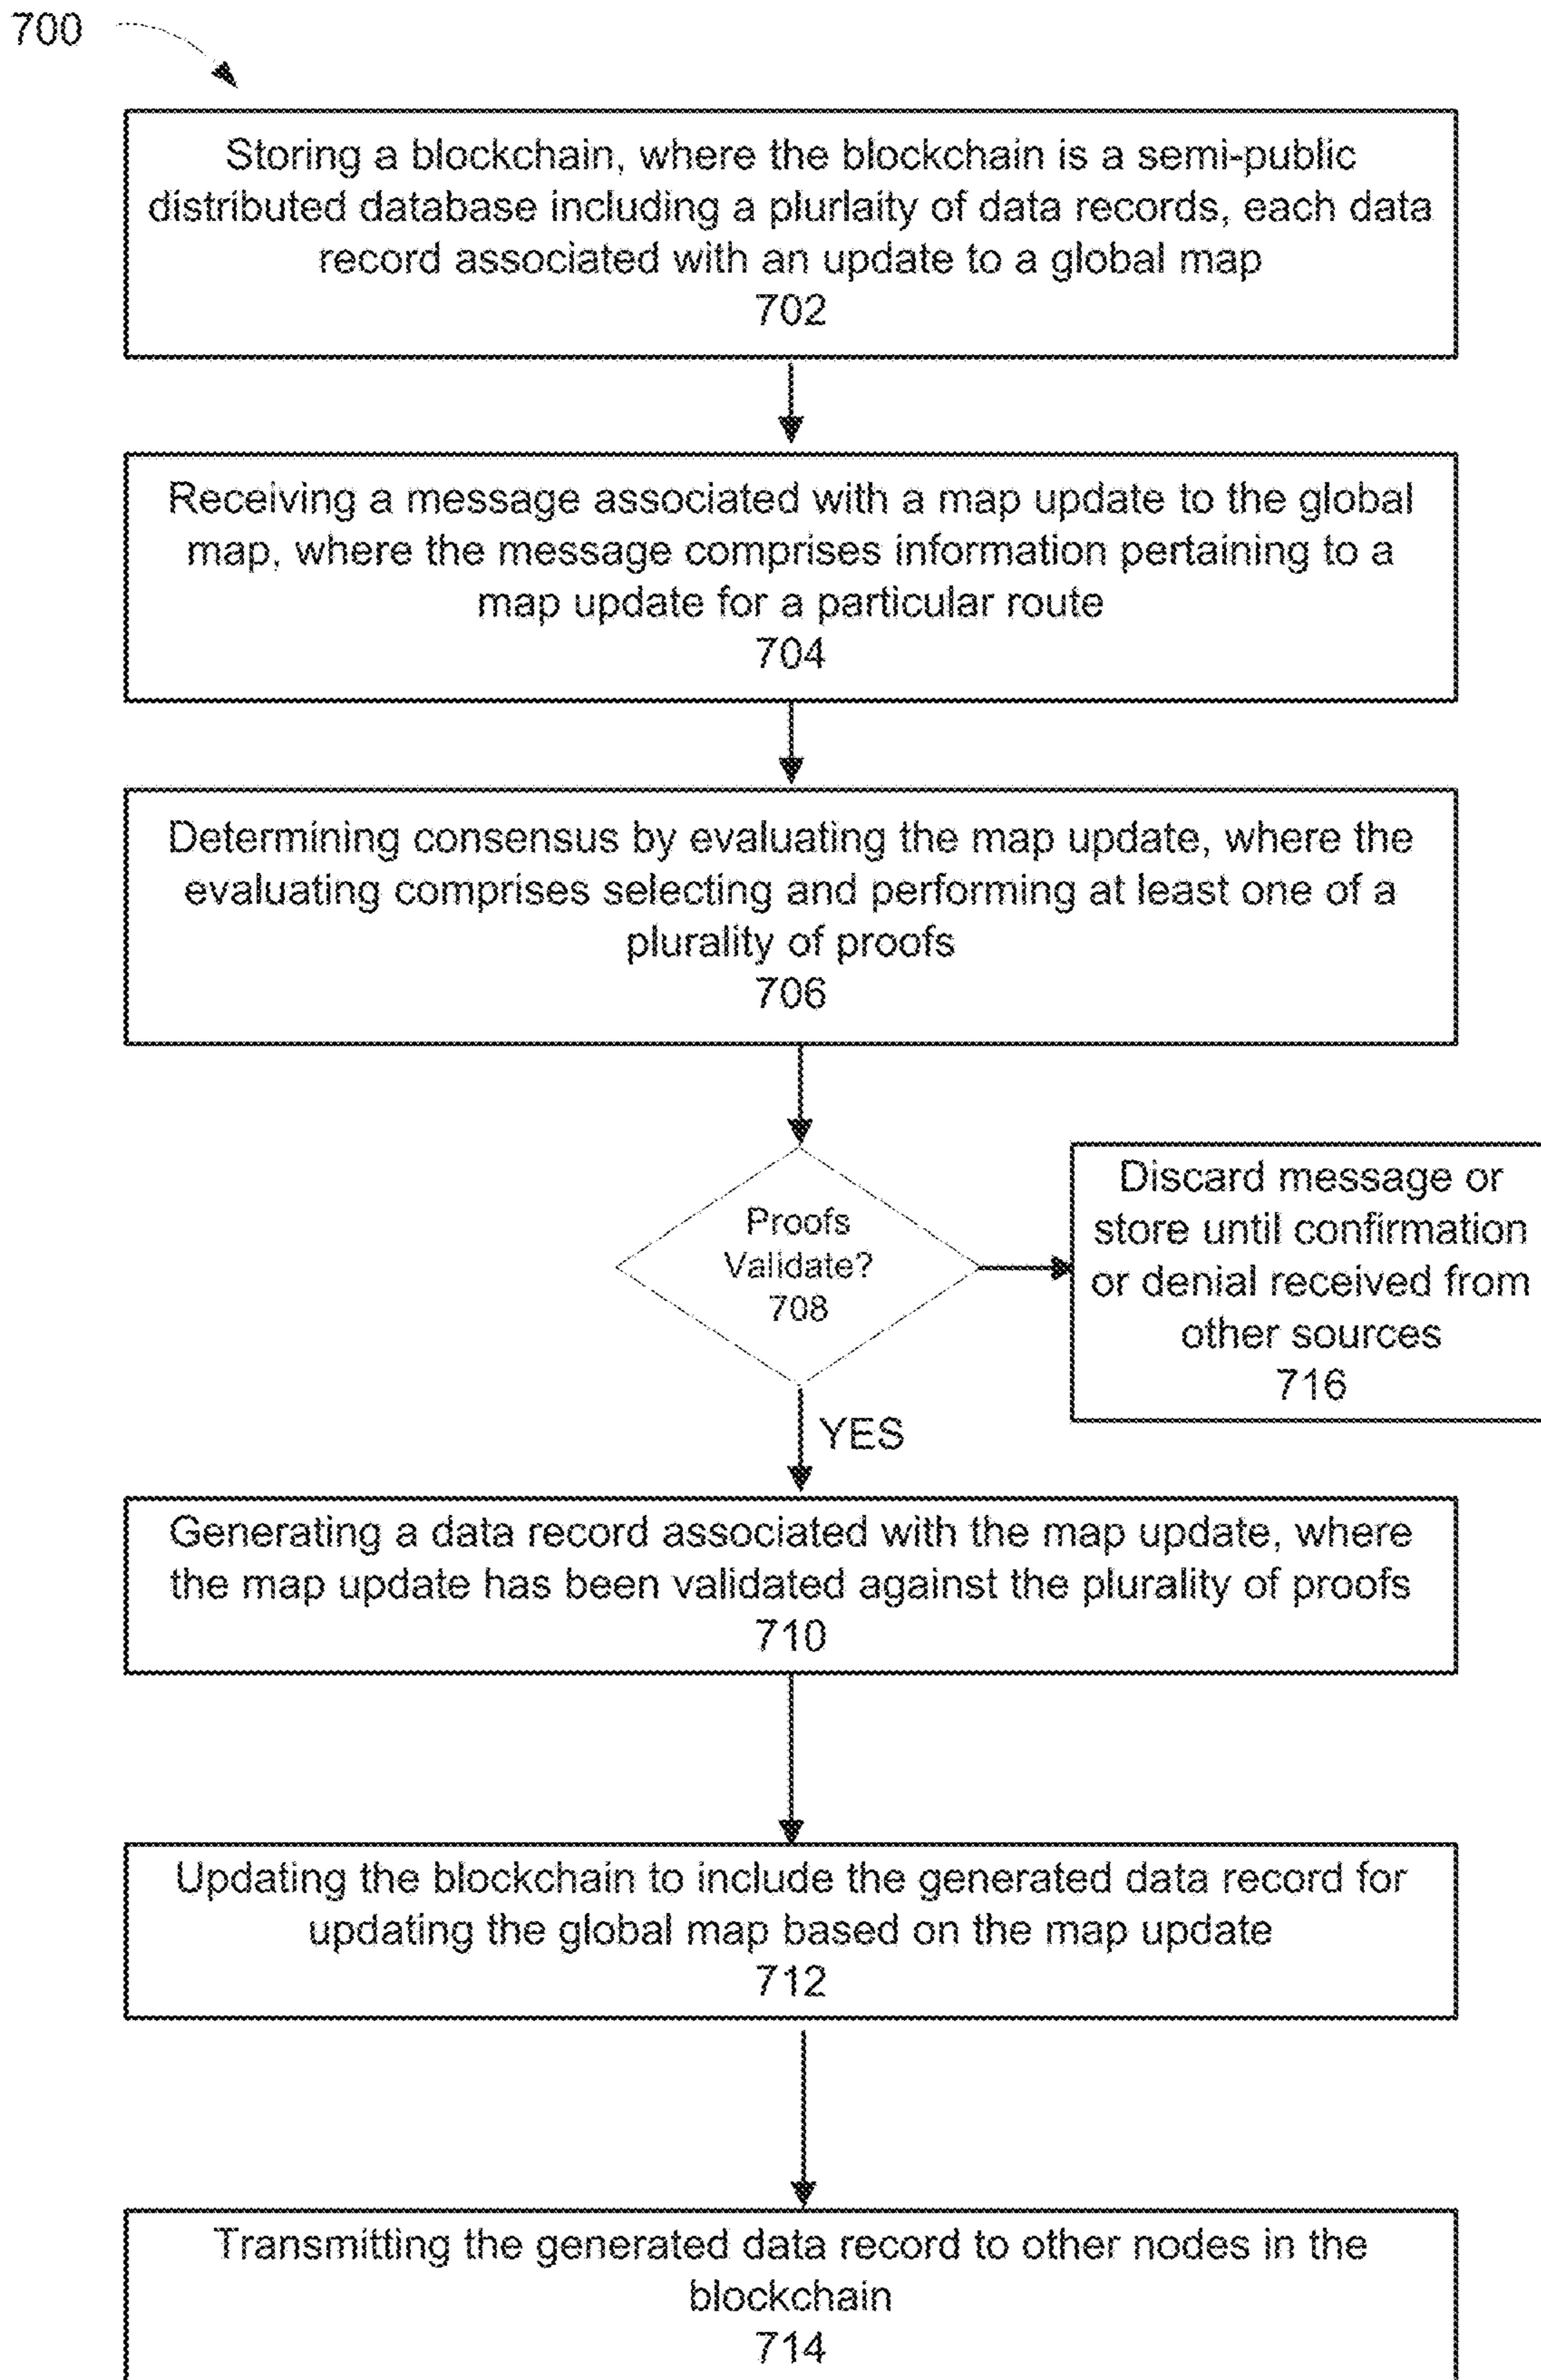 700
Storing a blockchain, where the blockchain is a semi-public
distributed database including a plurlaity of data records, each data
record associated with an update to a global map
702
Receiving a message associated with a map update to the global
map, where the message comprises information pertaining to a
map update for a particular route
704
Determining consensus by evaluating the map update, where the
evaluating comprises selecting and performing at least one of a
plurality of proofs
706
Proofs
Validate?
708
Discard message or
store until confirmation
or denial received from
other sources
716
YES
Generating a data record associated with the map update, where
the map update has been validated against the plurality of proofs
710
Updating the blockchain to include the generated data record for
updating the global map based on the map update
712
Transmitting the generated data record to other nodes in the
blockchain
714